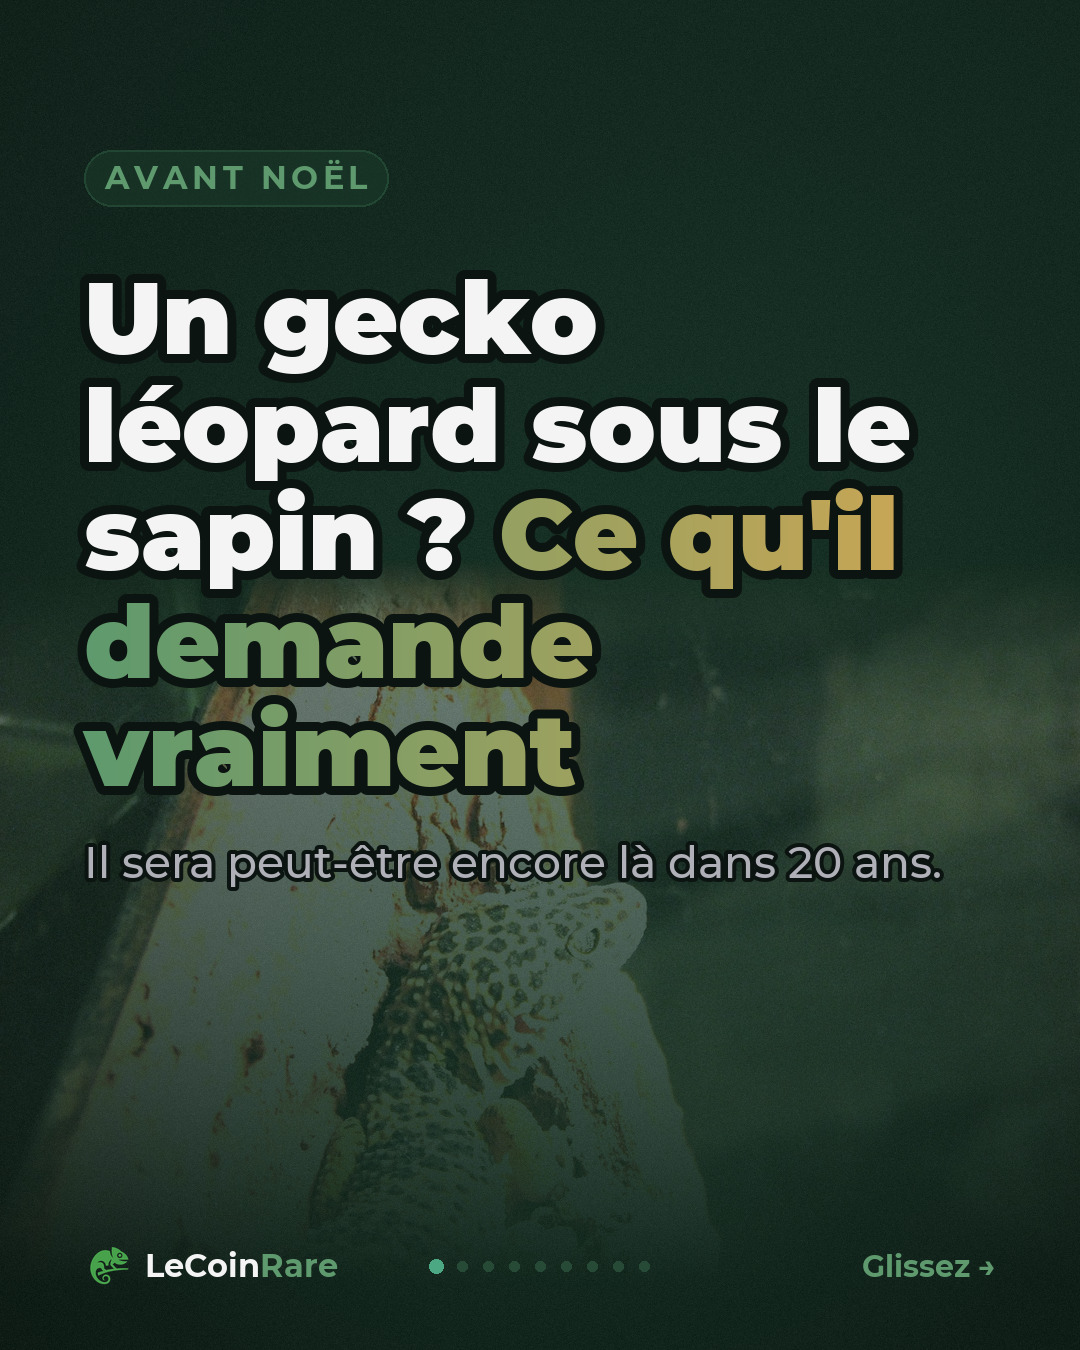 AVANT NOËL
Un gecko
léopard sous le
sapin ? Ce qu'il
demande
vraiment
Il sera peut-être encore là dans 20 ans.
LeCoinRare
Glissez →